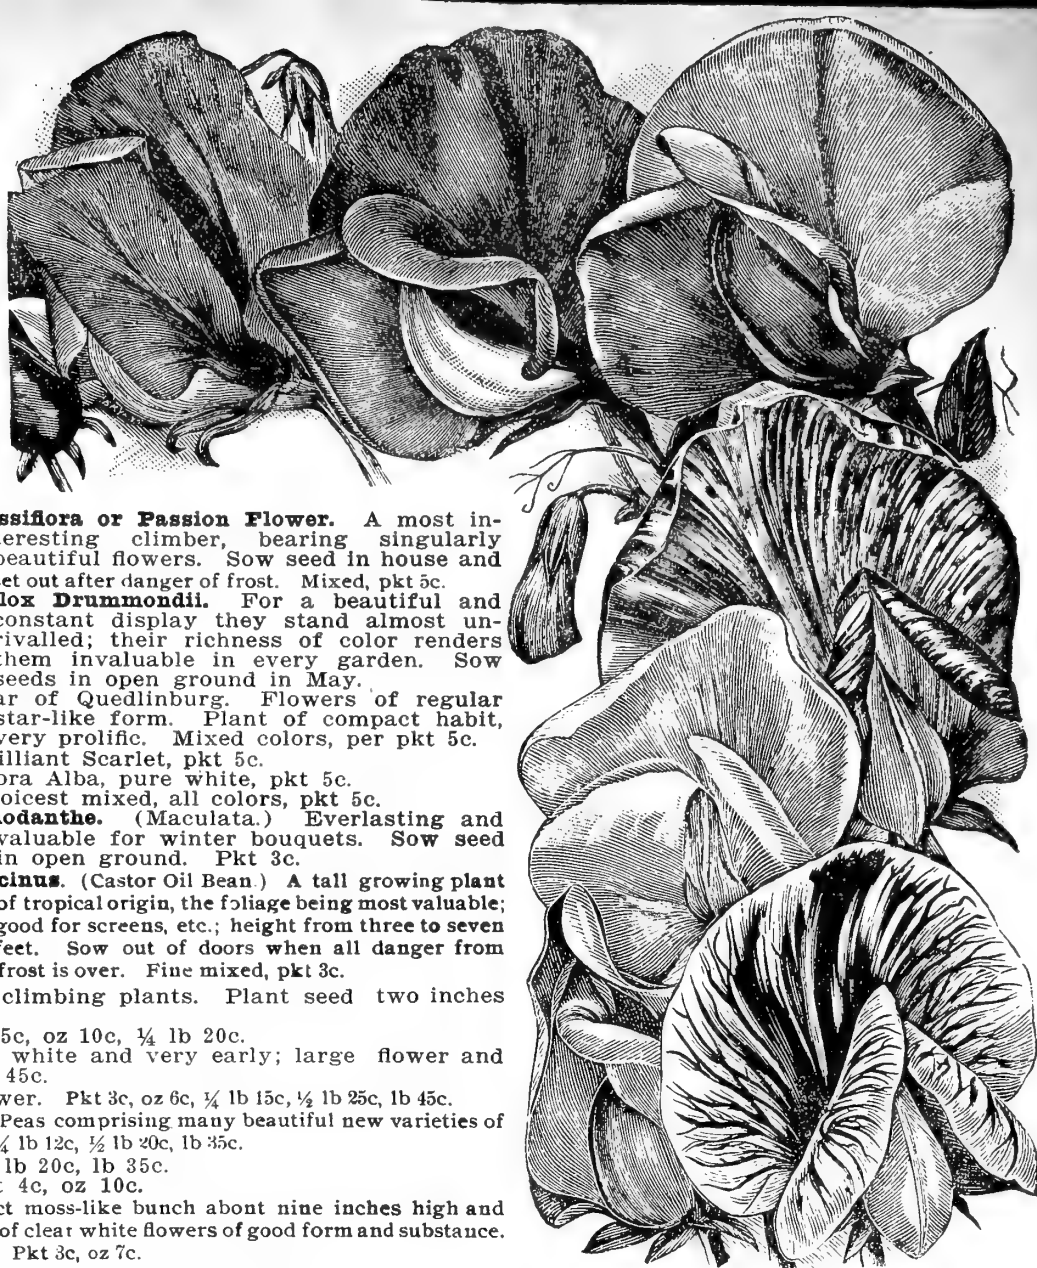 ssiflora or Passion Flower. A most in-
eresting climber, bearing singularly
beautiful flowers. Sow seed in house and
et out after danger of frost. Mixed, pkt 5c.
lox Drummondii. For a beautiful and
constant display they stand almost un-
rivalled; their richness of color renders
them invaluable in every garden. Sow
seeds in open ground in May.
ar of Quedlinburg. Flowers of regular
star-like form. Plant of compact habit,
very prolific. Mixed colors, per pkt 5c.
illiant Scarlet, pkt 5c.
ora Alba, pure white, pkt 5c.
oicest mixed, all colors, pkt 5c.
odanthe. (Maculata.) Everlasting and
valuable for winter bouquets. Sow seed
in open ground. Pkt 3c.
cinus. (Castor Oil Bean.) A tall growing plant
of tropical origin, the foliage being most valuable;
good for screens, etc.; height from three to seven
feet. Sow out of doors when all danger from
frost is over. Fine mixed, pkt 3c.
climbing plants. Plant seed two inches
5c, oz 10c, ¼ lb 20c.
white and very early; large flower and
45c.
wer. Pkt 3c, oz 6c, ¼ lb 15c, ½ lb 25c, lb 45c.
Peas comprising many beautiful new varieties of
¼ lb 12c, ½ lb 20c, lb 35c.
lb 20c, lb 35c.
4c, oz 10c.
ct moss-like bunch abont nine inches high and
of clear white flowers of good form and substance.
Pkt 3c, oz 7c.